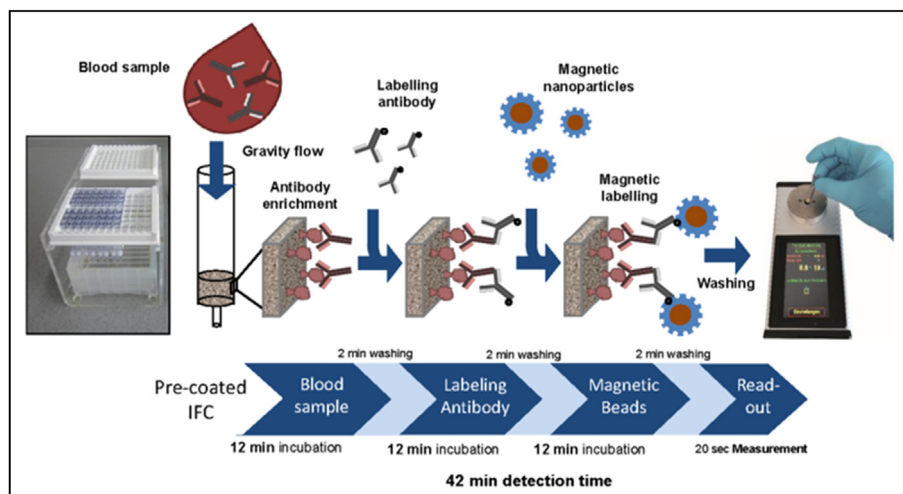 Blood sample
Labelling
antibody
Magnetic
nanoparticles
Gravity flow
Antibody
enrichment
Magnetic
labelling
Washing
2 min washing
2 min washing
2 min washing
Pre-coated
IFC
Blood
sample
Labeling
Antibody
Magnetic
Beads
Read-
out
12 min incubation
12 min incubation
12 min incubation
20 sec Measurement
42 min detection time